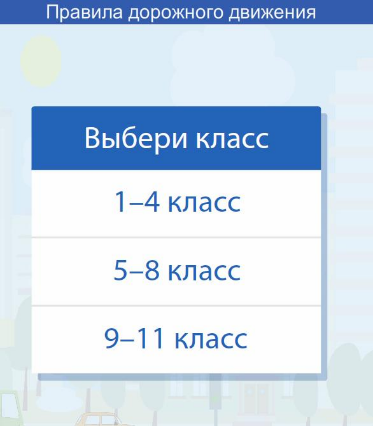 Правила дорожного движения
Выбери класс
1–4 класс
5–8 класс
9–11 класс